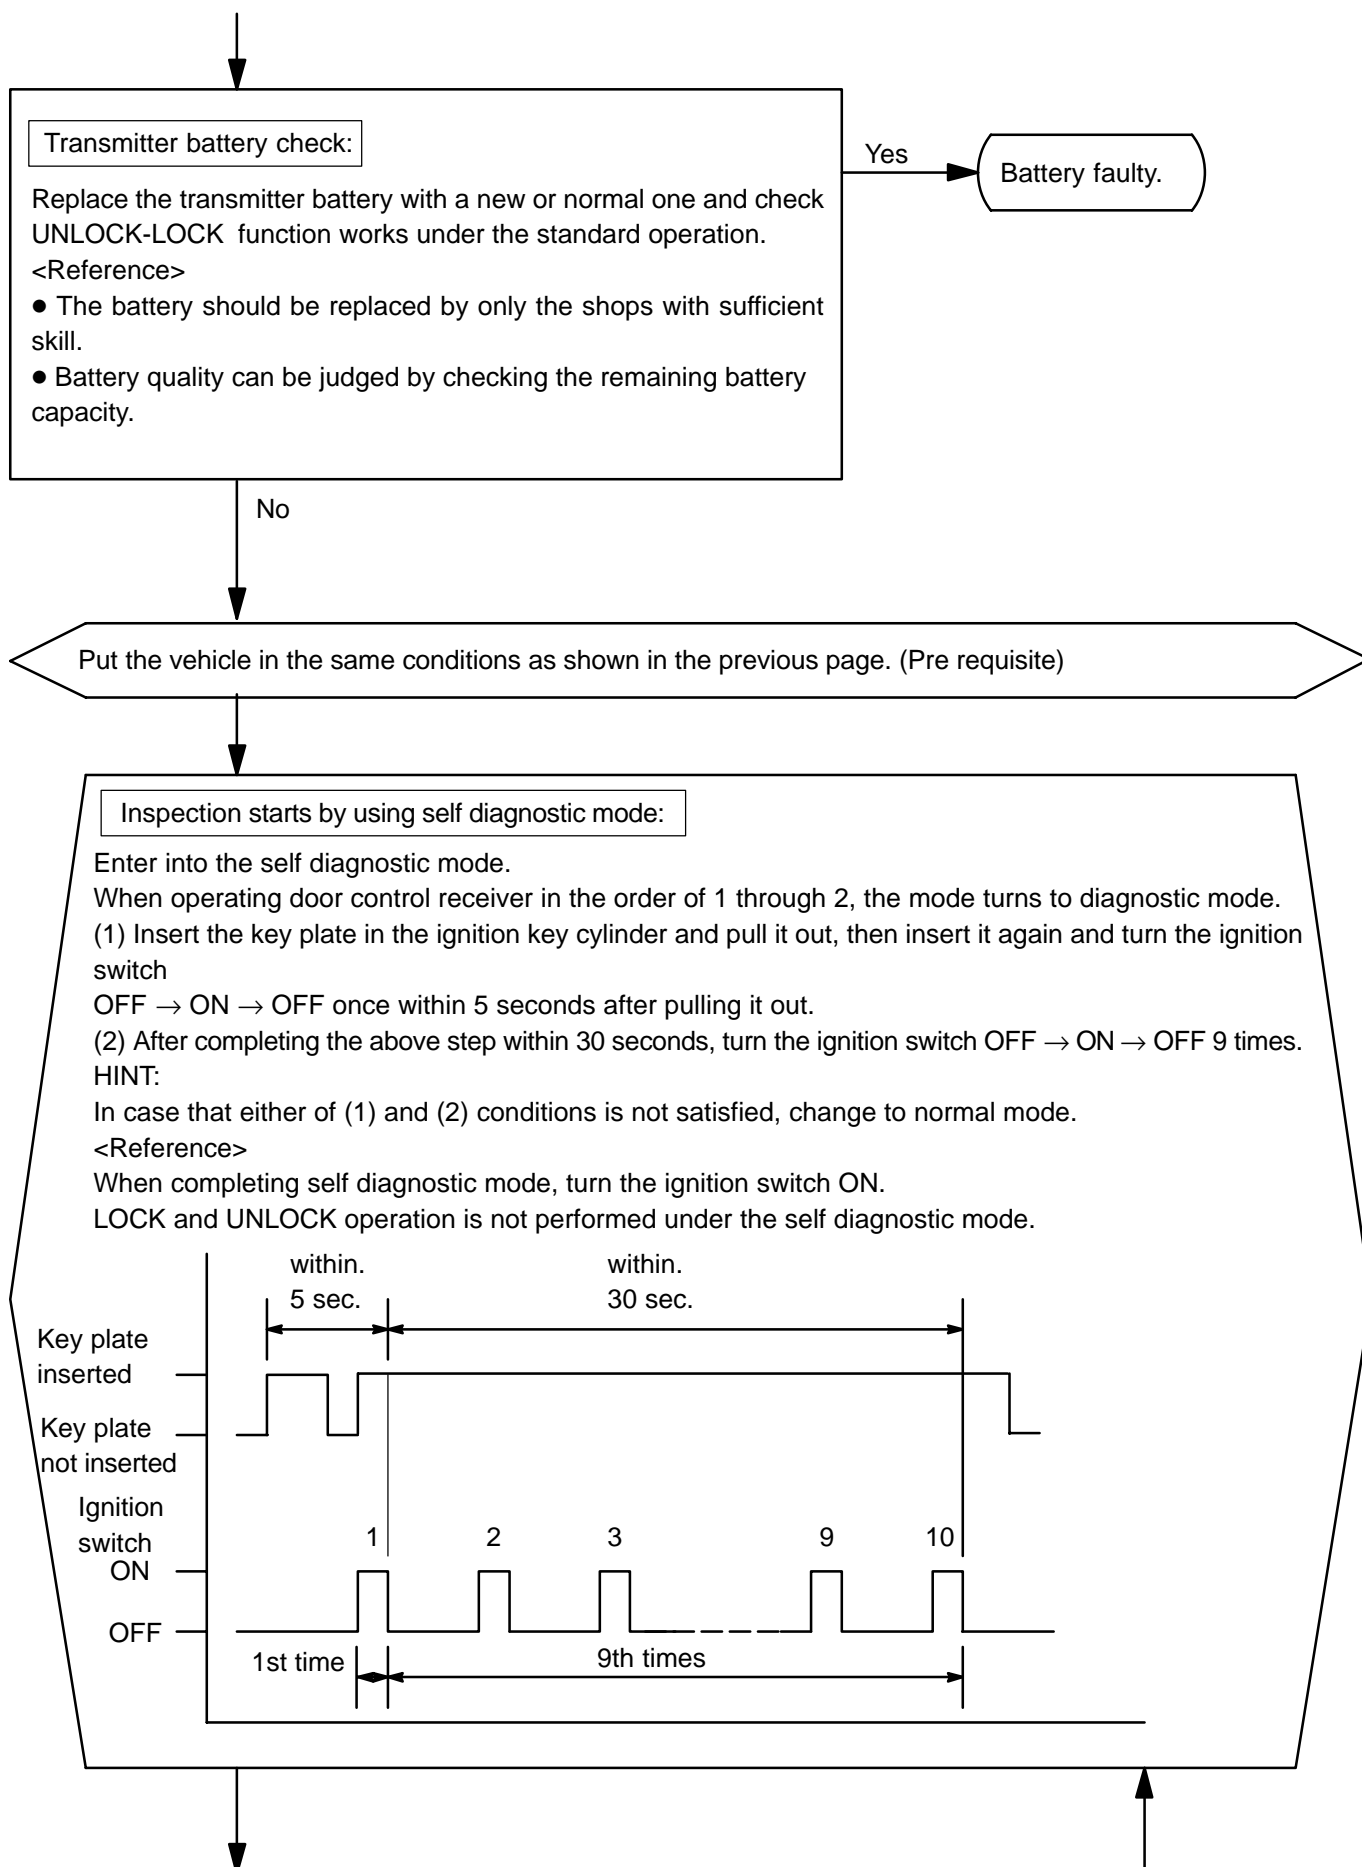 Transmitter battery check:
Yes
Battery faulty.
Replace the transmitter battery with a new or normal one and check
UNLOCK-LOCK function works under the standard operation.
<Reference>
● The battery should be replaced by only the shops with sufficient
skill.
● Battery quality can be judged by checking the remaining battery
capacity.
No
Put the vehicle in the same conditions as shown in the previous page. (Pre requisite)
Inspection starts by using self diagnostic mode:
Enter into the self diagnostic mode.
When operating door control receiver in the order of 1 through 2, the mode turns to diagnostic mode.
(1) Insert the key plate in the ignition key cylinder and pull it out, then insert it again and turn the ignition
switch
OFF → ON → OFF once within 5 seconds after pulling it out.
(2) After completing the above step within 30 seconds, turn the ignition switch OFF → ON → OFF 9 times.
HINT:
In case that either of (1) and (2) conditions is not satisfied, change to normal mode.
<Reference>
When completing self diagnostic mode, turn the ignition switch ON.
LOCK and UNLOCK operation is not performed under the self diagnostic mode.
within.
5 sec.
within.
30 sec.
Key plate
inserted
Key plate
not inserted
Ignition
switch
1 2 3 9 10
ON
OFF
1st time
9th times